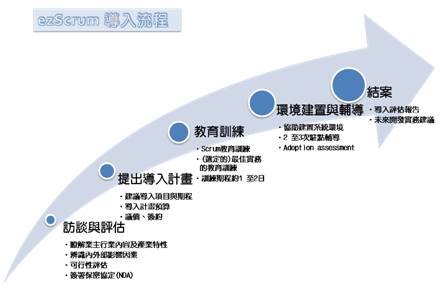 ezScrum 導入流程
結案
・導入評估報告
・未來開發實務建議
環境建置與輔導
・協助建置系統環境
・2 至3次駐點輔導
・Adoption assessment
教育訓練
・Scrum教育訓練
・(選定的)最佳實務
的教育訓練
・訓練期程約1 至2日
提出導入計畫
・建議導入項目與期程
・導入計畫預算
・議價、簽約
訪談與評估
・瞭解業主行業內容及產業特性
・辨識內外部影響因素
・可行性評估
・簽署保密協定(NDA)